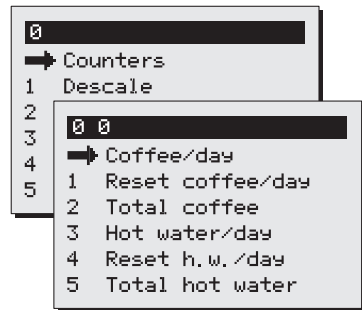 0
Counters
1 Descale
2
3
4
5
0 0
Coffee/day
1 Reset coffee/day
2 Total coffee
3 Hot water/day
4 Reset h.w./day
5 Total hot water